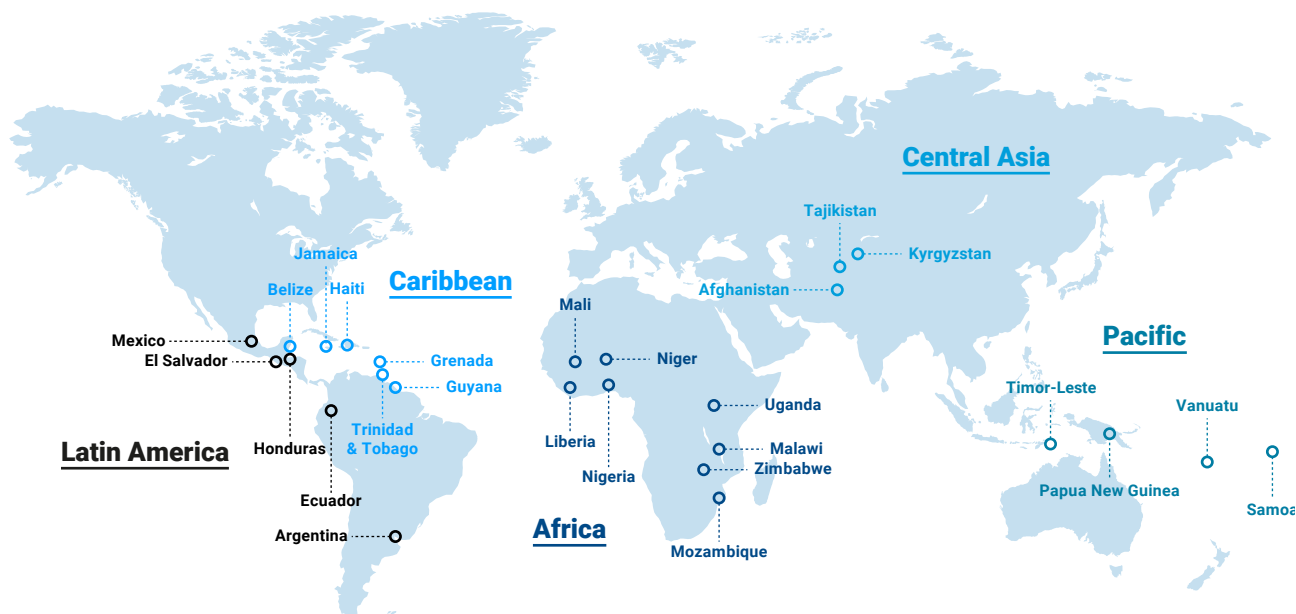 Central Asia
Tajikistan
Kyrgyzstan
Afghanistan
Caribbean
Jamaica
Belize
Haiti
Grenada
Guyana
Trinidad
& Tobago
Latin America
Mexico
El Salvador
Honduras
Ecuador
Argentina
Africa
Mali
Niger
Uganda
Liberia
Nigeria
Malawi
Zimbabwe
Mozambique
Pacific
Timor-Leste
Vanuatu
Papua New Guinea
Samoa